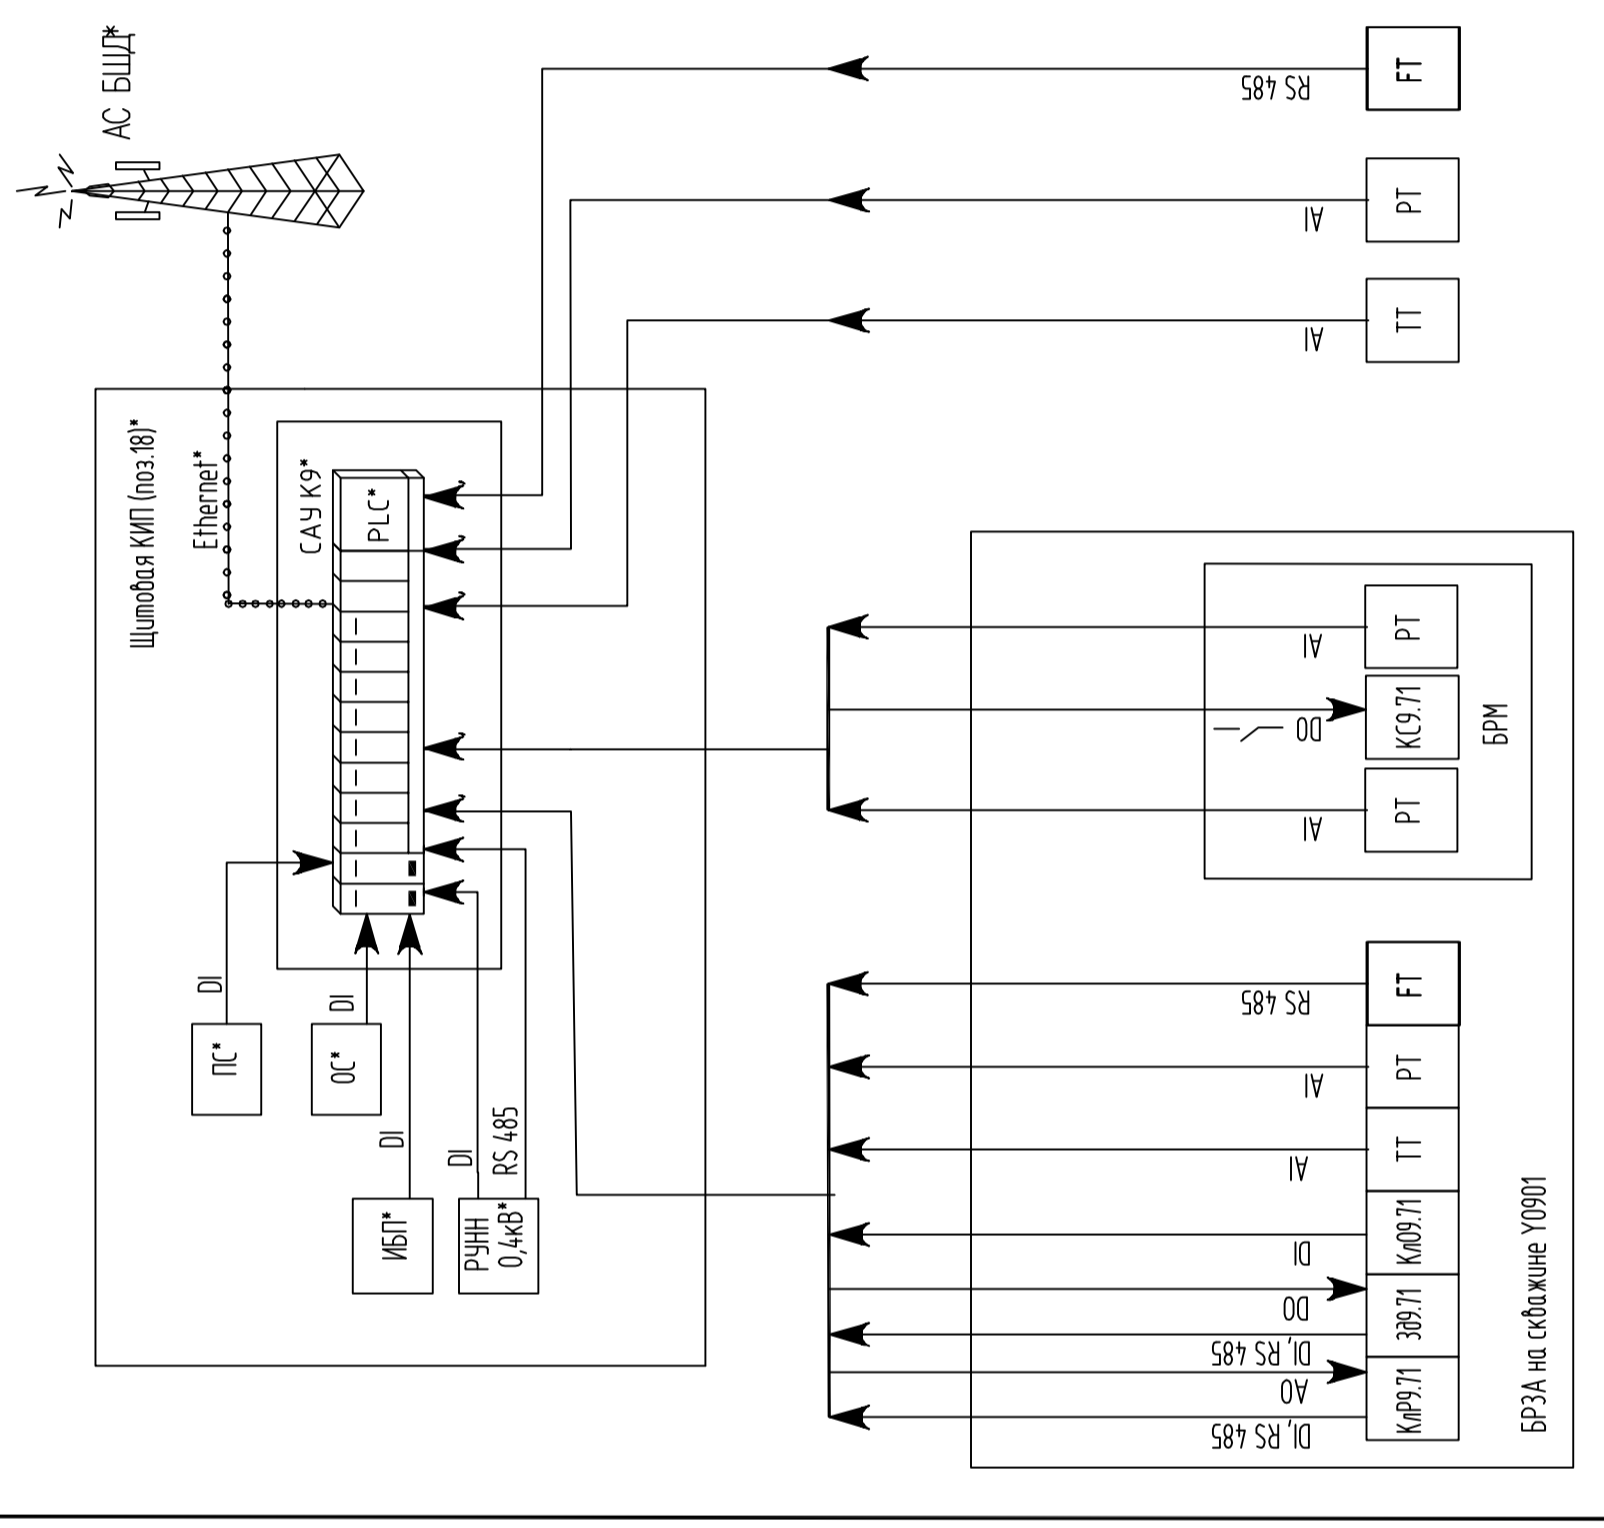 АС БШД*
Щитовая КИП (поз.18)*
Ethernet*
САУ К9*
PLC*
DI
ПС*
DI
ОС*
DI
ИБП*
DI
RS 485
РУНН
0,4кВ*
RS 485
FT
AI
PT
AI
TT
AI
PT
DO
КС9.71
AI
PT
БРМ
RS 485
FT
AI
PT
AI
TT
DI
КлО9.71
DO
DI, RS 485
Зд9.71
AO
DI, RS 485
КлР9.71
БРЗА на скважине Y0901